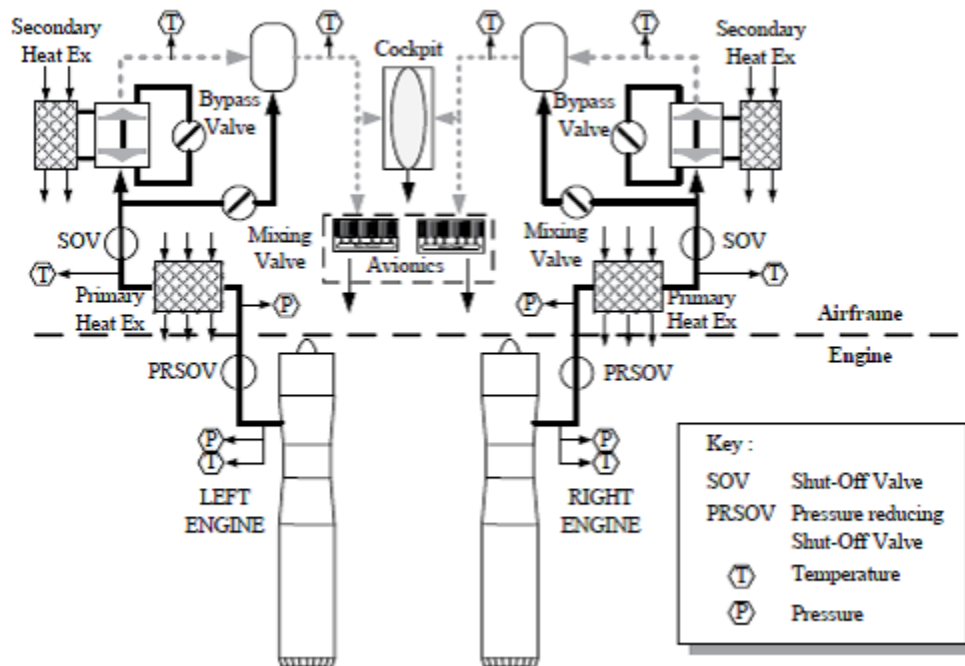 Secondary
Heat Ex
T
T
Cockpit
T
T
Secondary
Heat Ex
Bypass
Valve
Bypass
Valve
SOV
Mixing
Valve
Avionics
Mixing
Valve
SOV
T
Primary
Heat Ex
P
P
Primary
Heat Ex
T
Airframe
Engine
PRSOV
PRSOV
P
T
LEFT
ENGINE
P
T
RIGHT
ENGINE
Key :
SOV Shut-Off Valve
PRSOV Pressure reducing
Shut-Off Valve
T Temperature
P Pressure